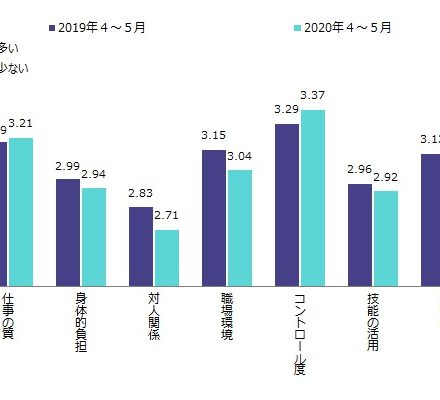 2019年４～５月
2020年４～５月
多い
少ない
9
3.21
2.99
2.94
2.83
2.71
3.15
3.04
3.29
3.37
2.96
2.92
3.1
仕事の質
身体的負担
対人関係
職場環境
コントロール度
技能の活用